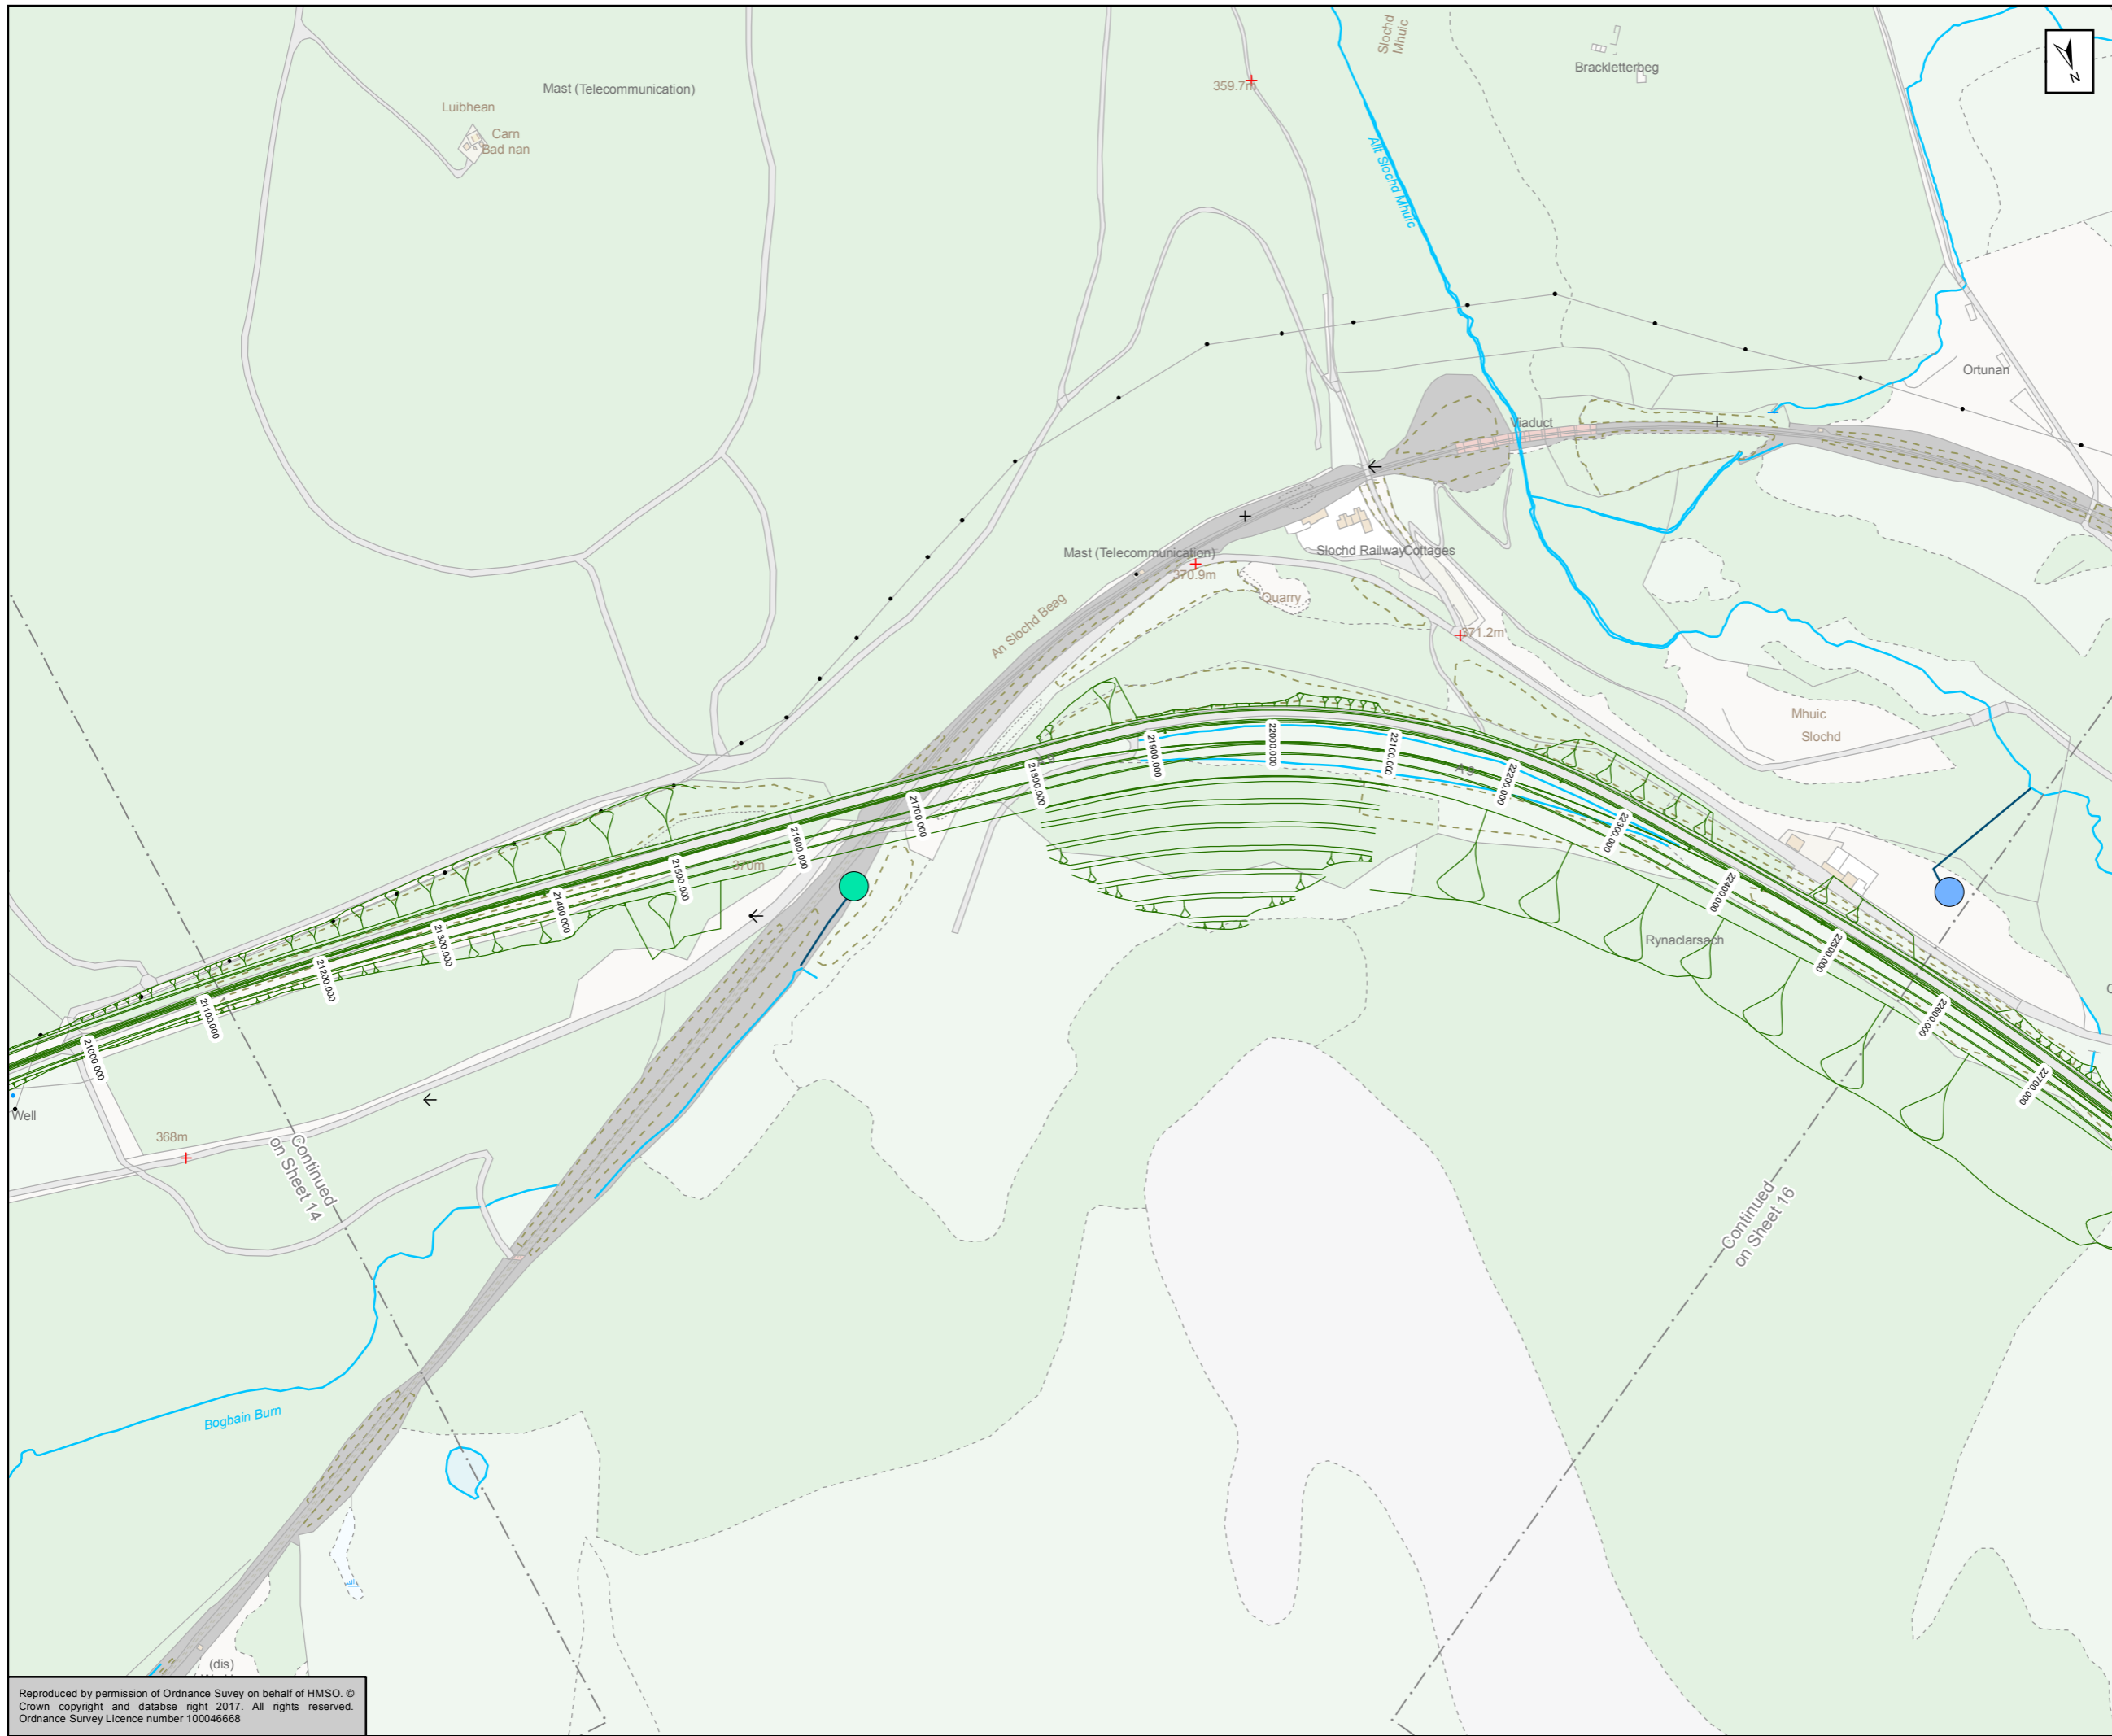 Slochd
Mhuic
Brackletterbeg
N
Mast (Telecommunication)
359.7m
Luibhean
Carn
Bad nan
Allt Slochd Mhuic
Ortunan
Viaduct
Mast (Telecommunication)
Slochd RailwayCottages
370.9m
Quarry
An Slochd Beag
371.2m
Mhuic
Slochd
A 9
21000.000
21100.000
21200.000
21300.000
21400.000
21500.000
21600.000
21700.000
21800.000
21900.000
22000.000
22100.000
22200.000
22300.000
22400.000
22500.000
22600.000
22700.000
370m
Rynaclarsach
Well
368m
Continued
on Sheet 14
Continued
on Sheet 16
Bogbain Burn
(dis)
Reproduced by permission of Ordnance Suvey on behalf of HMSO. ©
Crown copyright and databse right 2017. All rights reserved.
Ordnance Survey Licence number 100046668